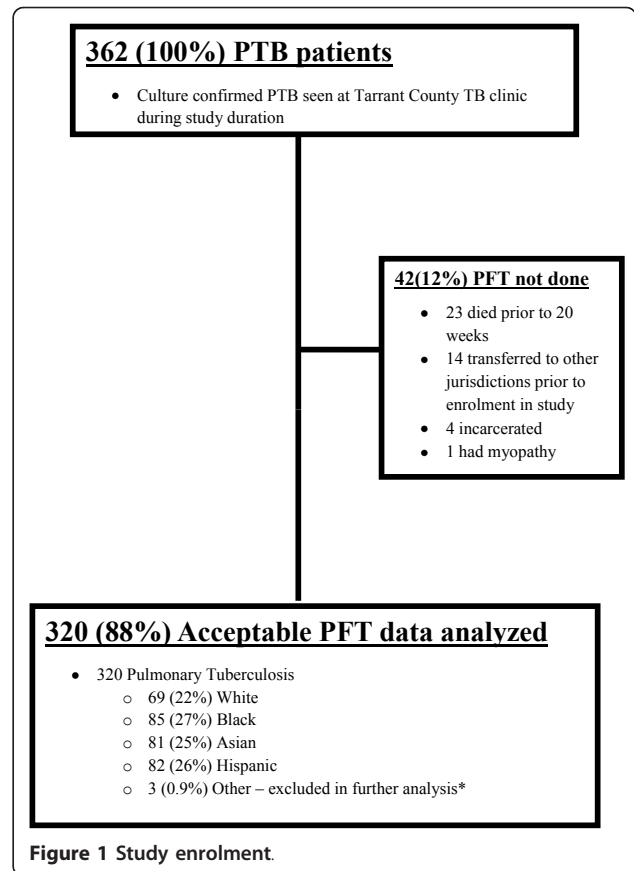 362 (100%) PTB patients
• Culture confirmed PTB seen at Tarrant County TB clinic
during study duration
42(12%) PFT not done
• 23 died prior to 20
weeks
• 14 transferred to other
jurisdictions prior to
enrolment in study
• 4 incarcerated
• 1 had myopathy
320 (88%) Acceptable PFT data analyzed
• 320 Pulmonary Tuberculosis
o 69 (22%) White
o 85 (27%) Black
o 81 (25%) Asian
o 82 (26%) Hispanic
o 3 (0.9%) Other – excluded in further analysis*
Figure 1 Study enrolment.